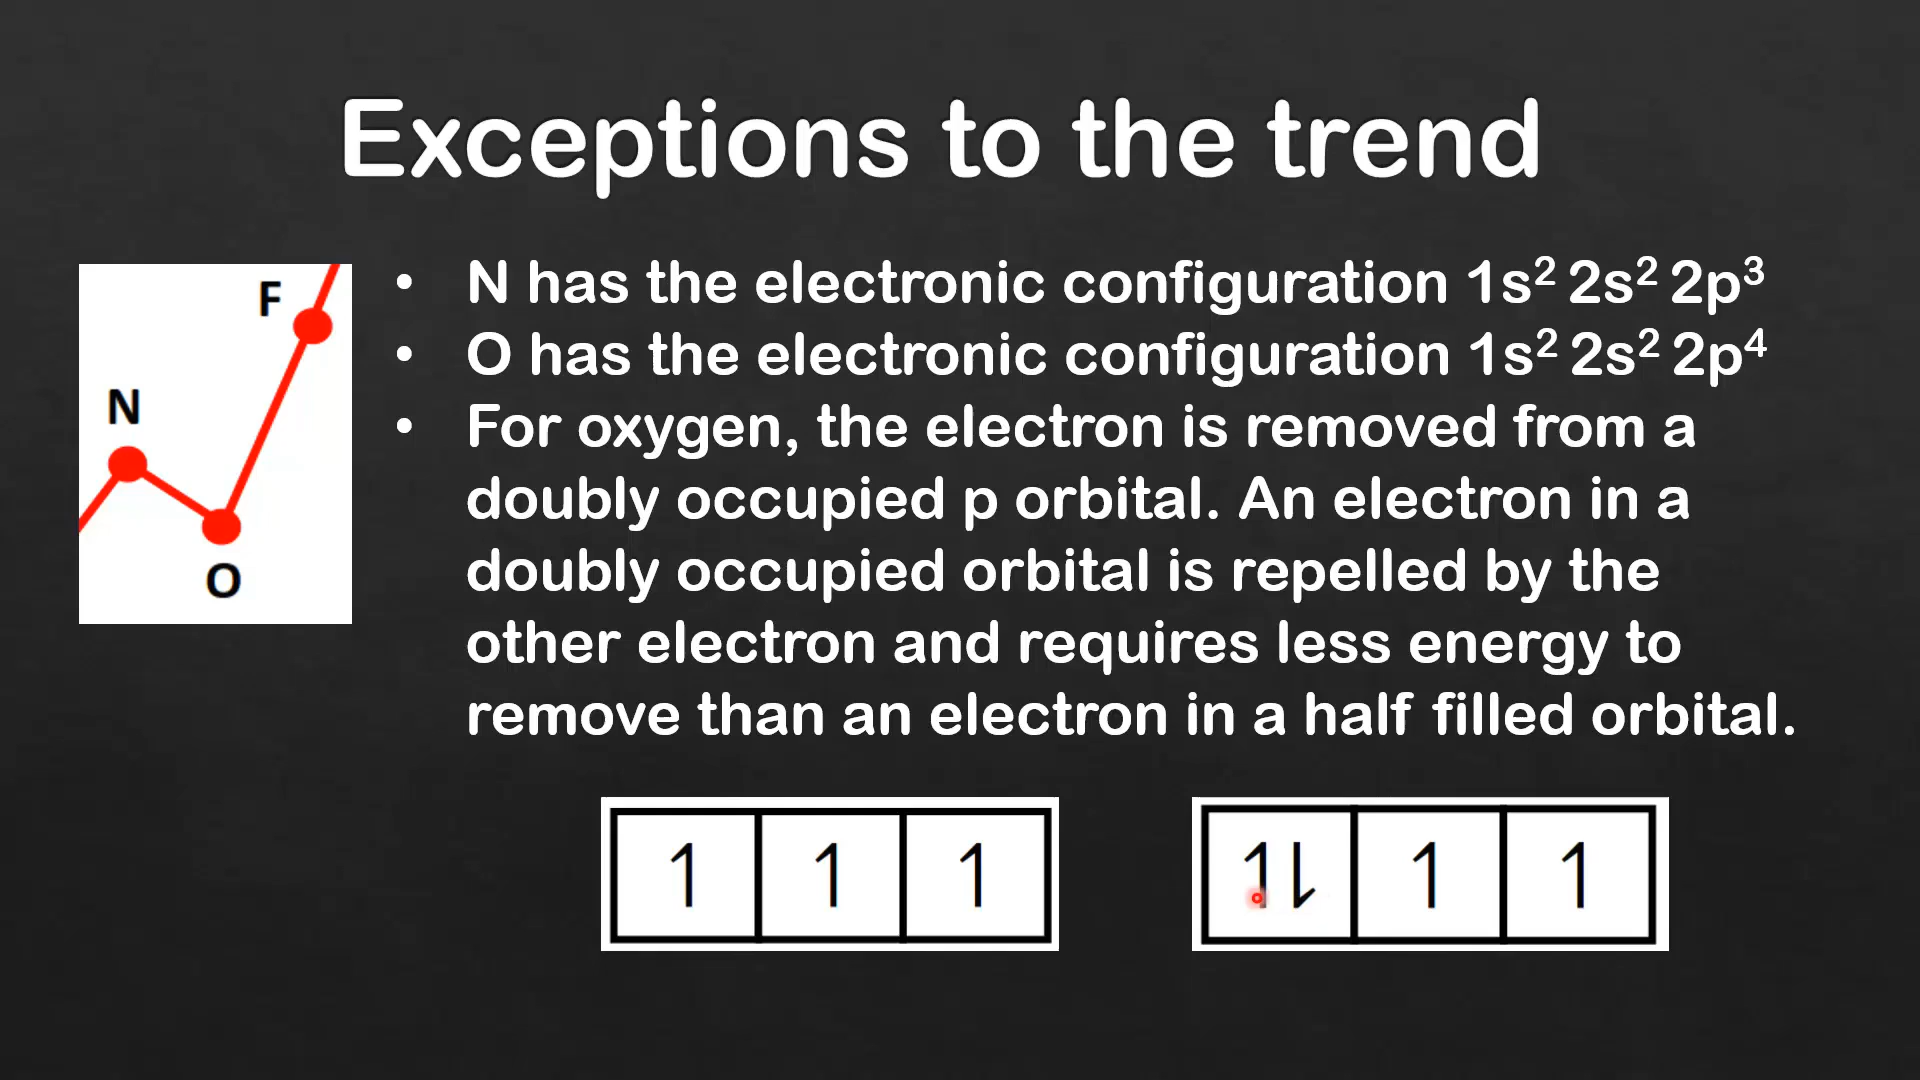 Exceptions to the trend
F
N
O
• N has the electronic configuration 1s² 2s² 2p³
• O has the electronic configuration 1s² 2s² 2p⁴
• For oxygen, the electron is removed from a
doubly occupied p orbital. An electron in a
doubly occupied orbital is repelled by the
other electron and requires less energy to
remove than an electron in a half filled orbital.